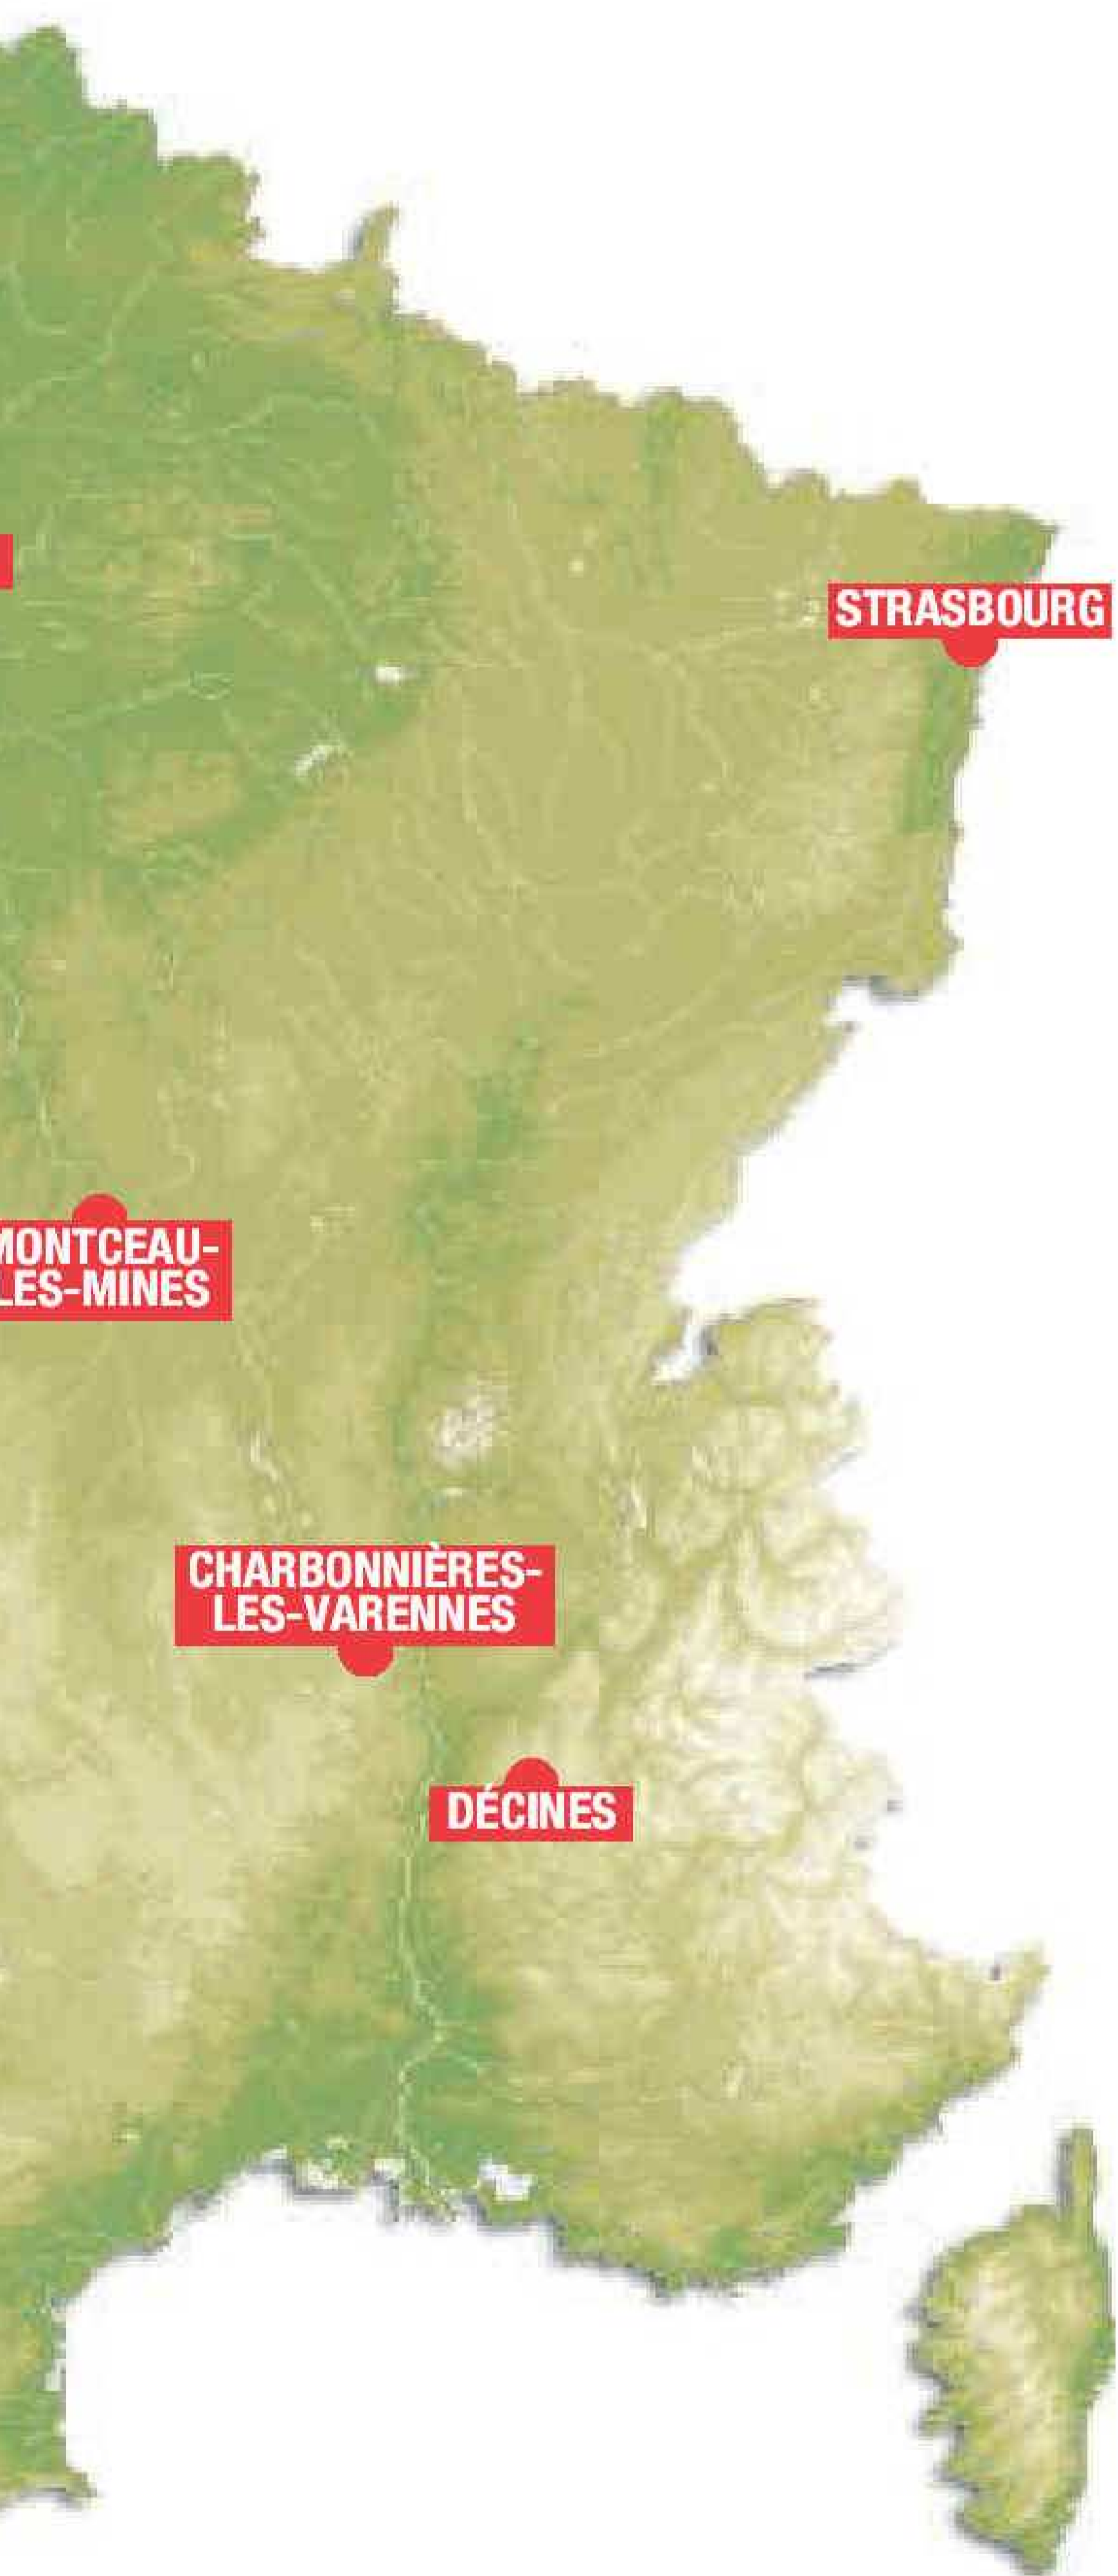 STRASBOURG
MONTCEAU-
LES-MINES
CHARBONNIÈRES-
LES-VARENNES
DÉCINES